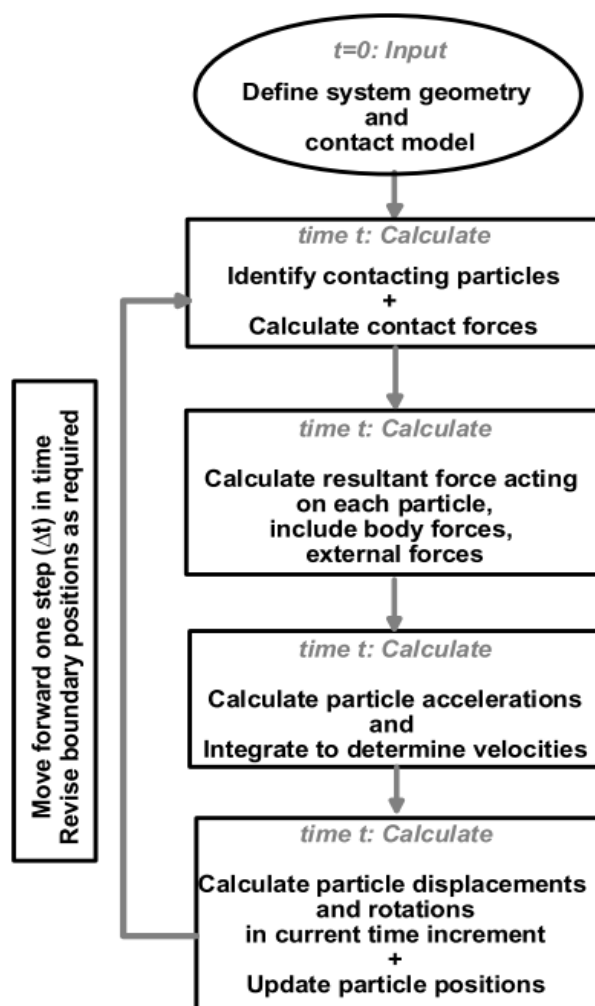 t=0: Input
Define system geometry
and
contact model
time t: Calculate
Identify contacting particles
+
Calculate contact forces
time t: Calculate
Calculate resultant force acting
on each particle,
include body forces,
external forces
time t: Calculate
Calculate particle accelerations
and
Integrate to determine velocities
time t: Calculate
Calculate particle displacements
and rotations
in current time increment
+
Update particle positions
Move forward one step (Δt) in time
Revise boundary positions as required